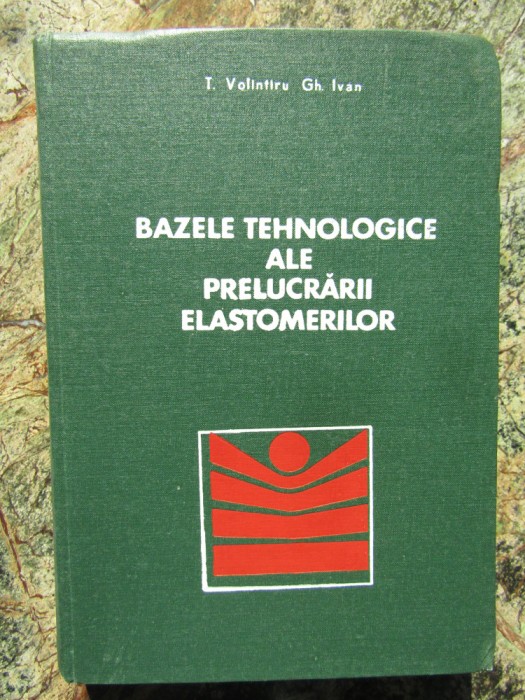 T. Volintiru Gh. Ivan
BAZELE TEHNOLOGICE
ALE
PRELUCRĂRII
ELASTOMERILOR